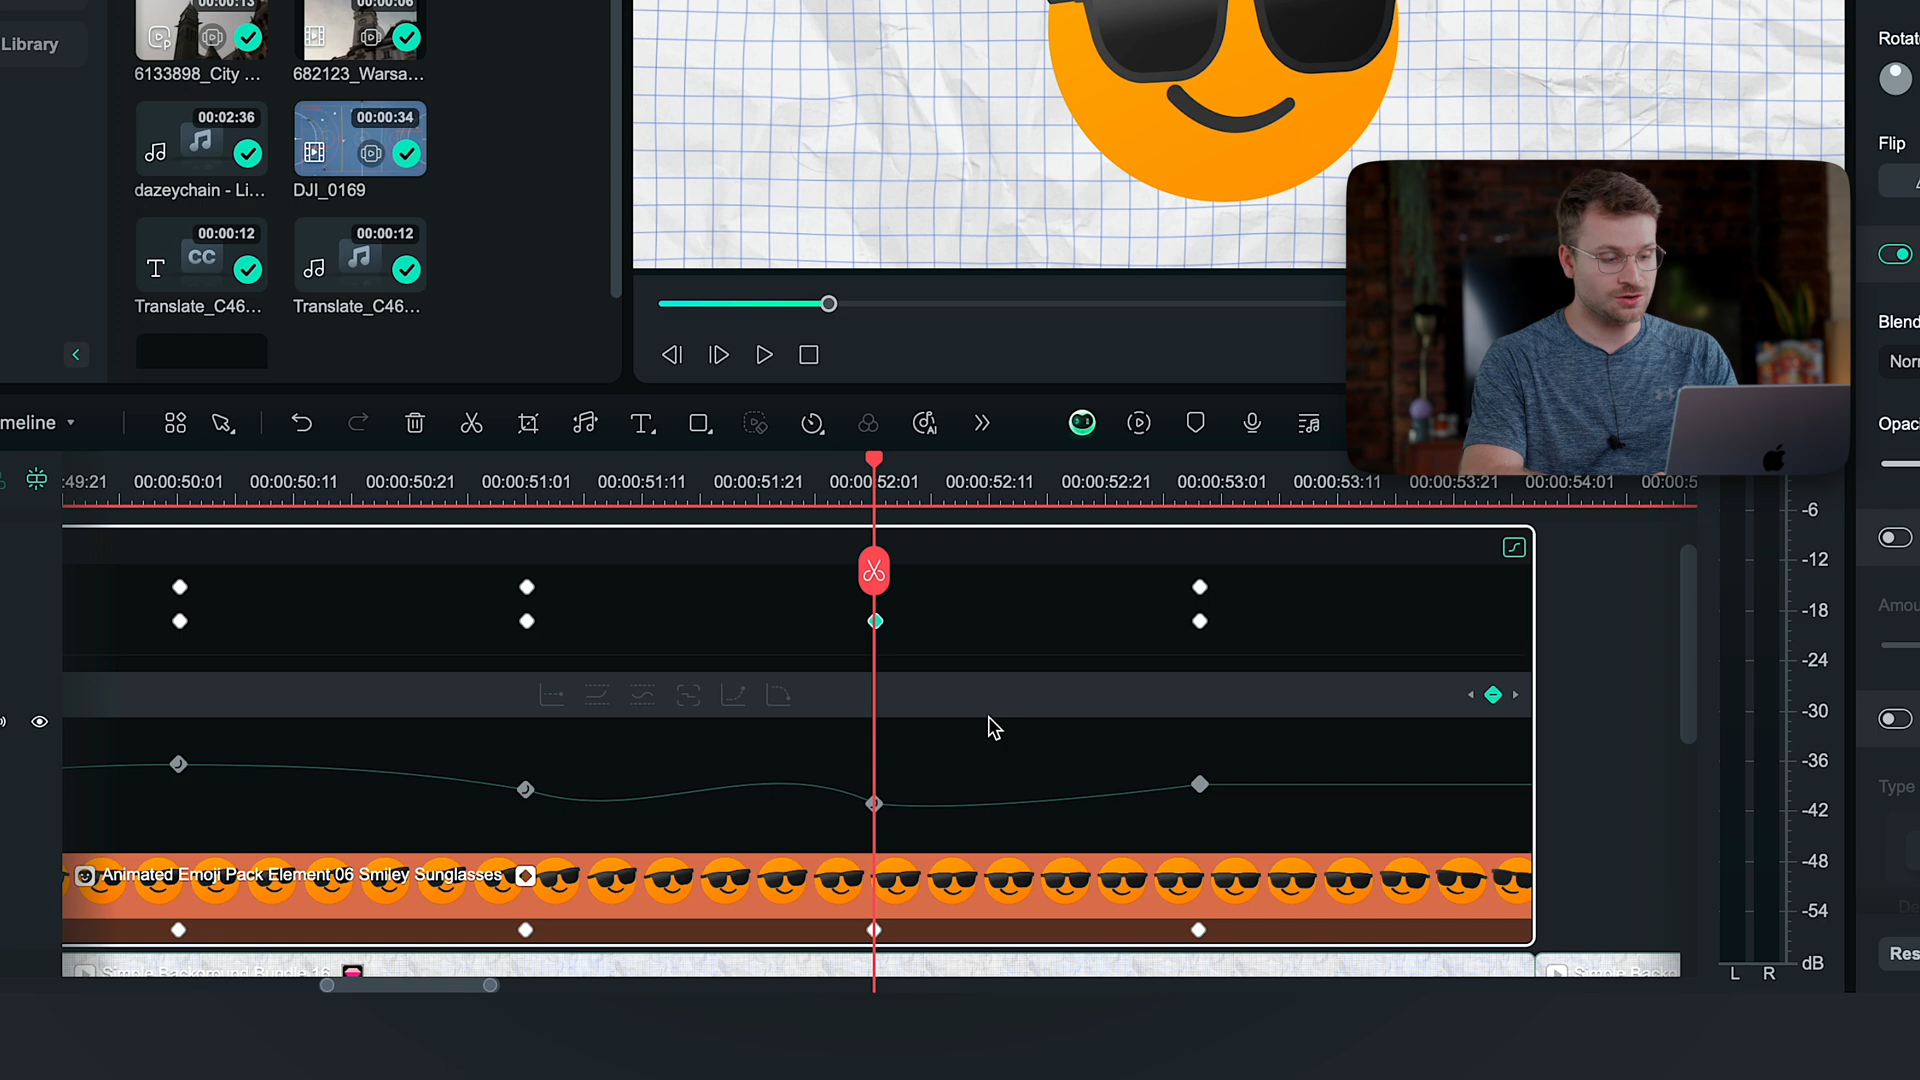 Library
00:00:13
00:00:06
6133898_City ...
682123_Warsa...
00:02:36
00:00:34
dazeychain - Li...
DJI_0169
00:00:12
CC
00:00:12
Translate_C46...
Translate_C46...
Rotat
Flip
Blend
Nor
Opac
meline
:49:21
00:00:50:01
00:00:50:11
00:00:50:21
00:00:51:01
00:00:51:11
00:00:51:21
00:00:52:01
00:00:52:11
00:00:52:21
00:00:53:01
00:00:53:11
00:00:53:21
00:00:54:01
00:00:5
-6
-12
-18
-24
-30
-36
-42
-48
-54
dB
L R
Amou
Type
De
Res
Animated Emoji Pack Element 06 Smiley Sunglasses
Simple Background Bundle 16
Simple Backg